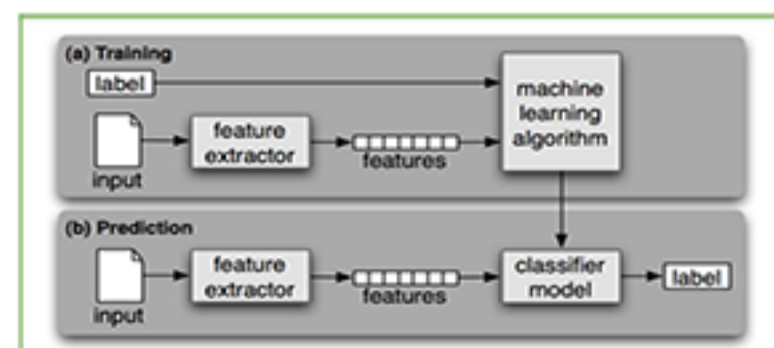 (a) Training
label
machine
learning
algorithm
feature
extractor
features
input
(b) Prediction
feature
extractor
features
classifier
model
label
input